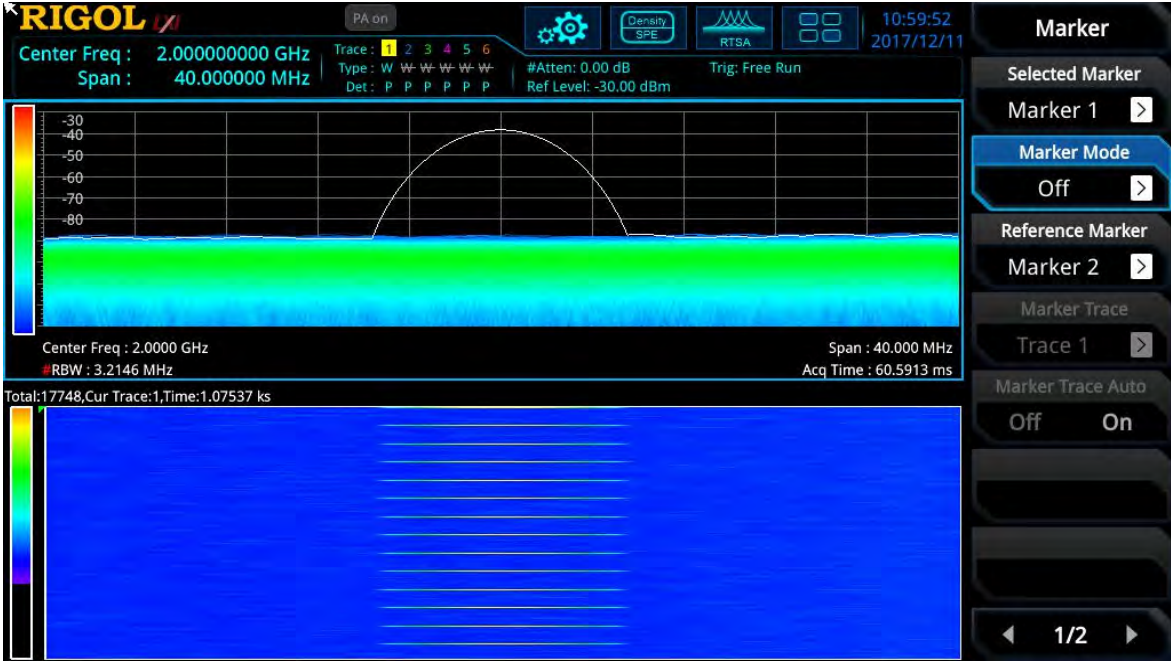 RIGOL
PA on
Center Freq : 2.000000000 GHz
Span : 40.000000 MHz
Trace : 1 2 3 4 5 6
Type : W W W W W W
Det : P P P P P P
Density
SPE
RTSA
10:59:52
2017/12/11
#Atten: 0.00 dB
Trig: Free Run
Ref Level: -30.00 dBm
-30
-40
-50
-60
-70
-80
Center Freq : 2.0000 GHz
Span : 40.000 MHz
#RBW : 3.2146 MHz
Acq Time : 60.5913 ms
Total:17748,Cur Trace:1,Time:1.07537 ks
Marker
Selected Marker
Marker 1 >
Marker Mode
Off >
Reference Marker
Marker 2 >
Marker Trace
Trace 1 >
Marker Trace Auto
Off On
1/2